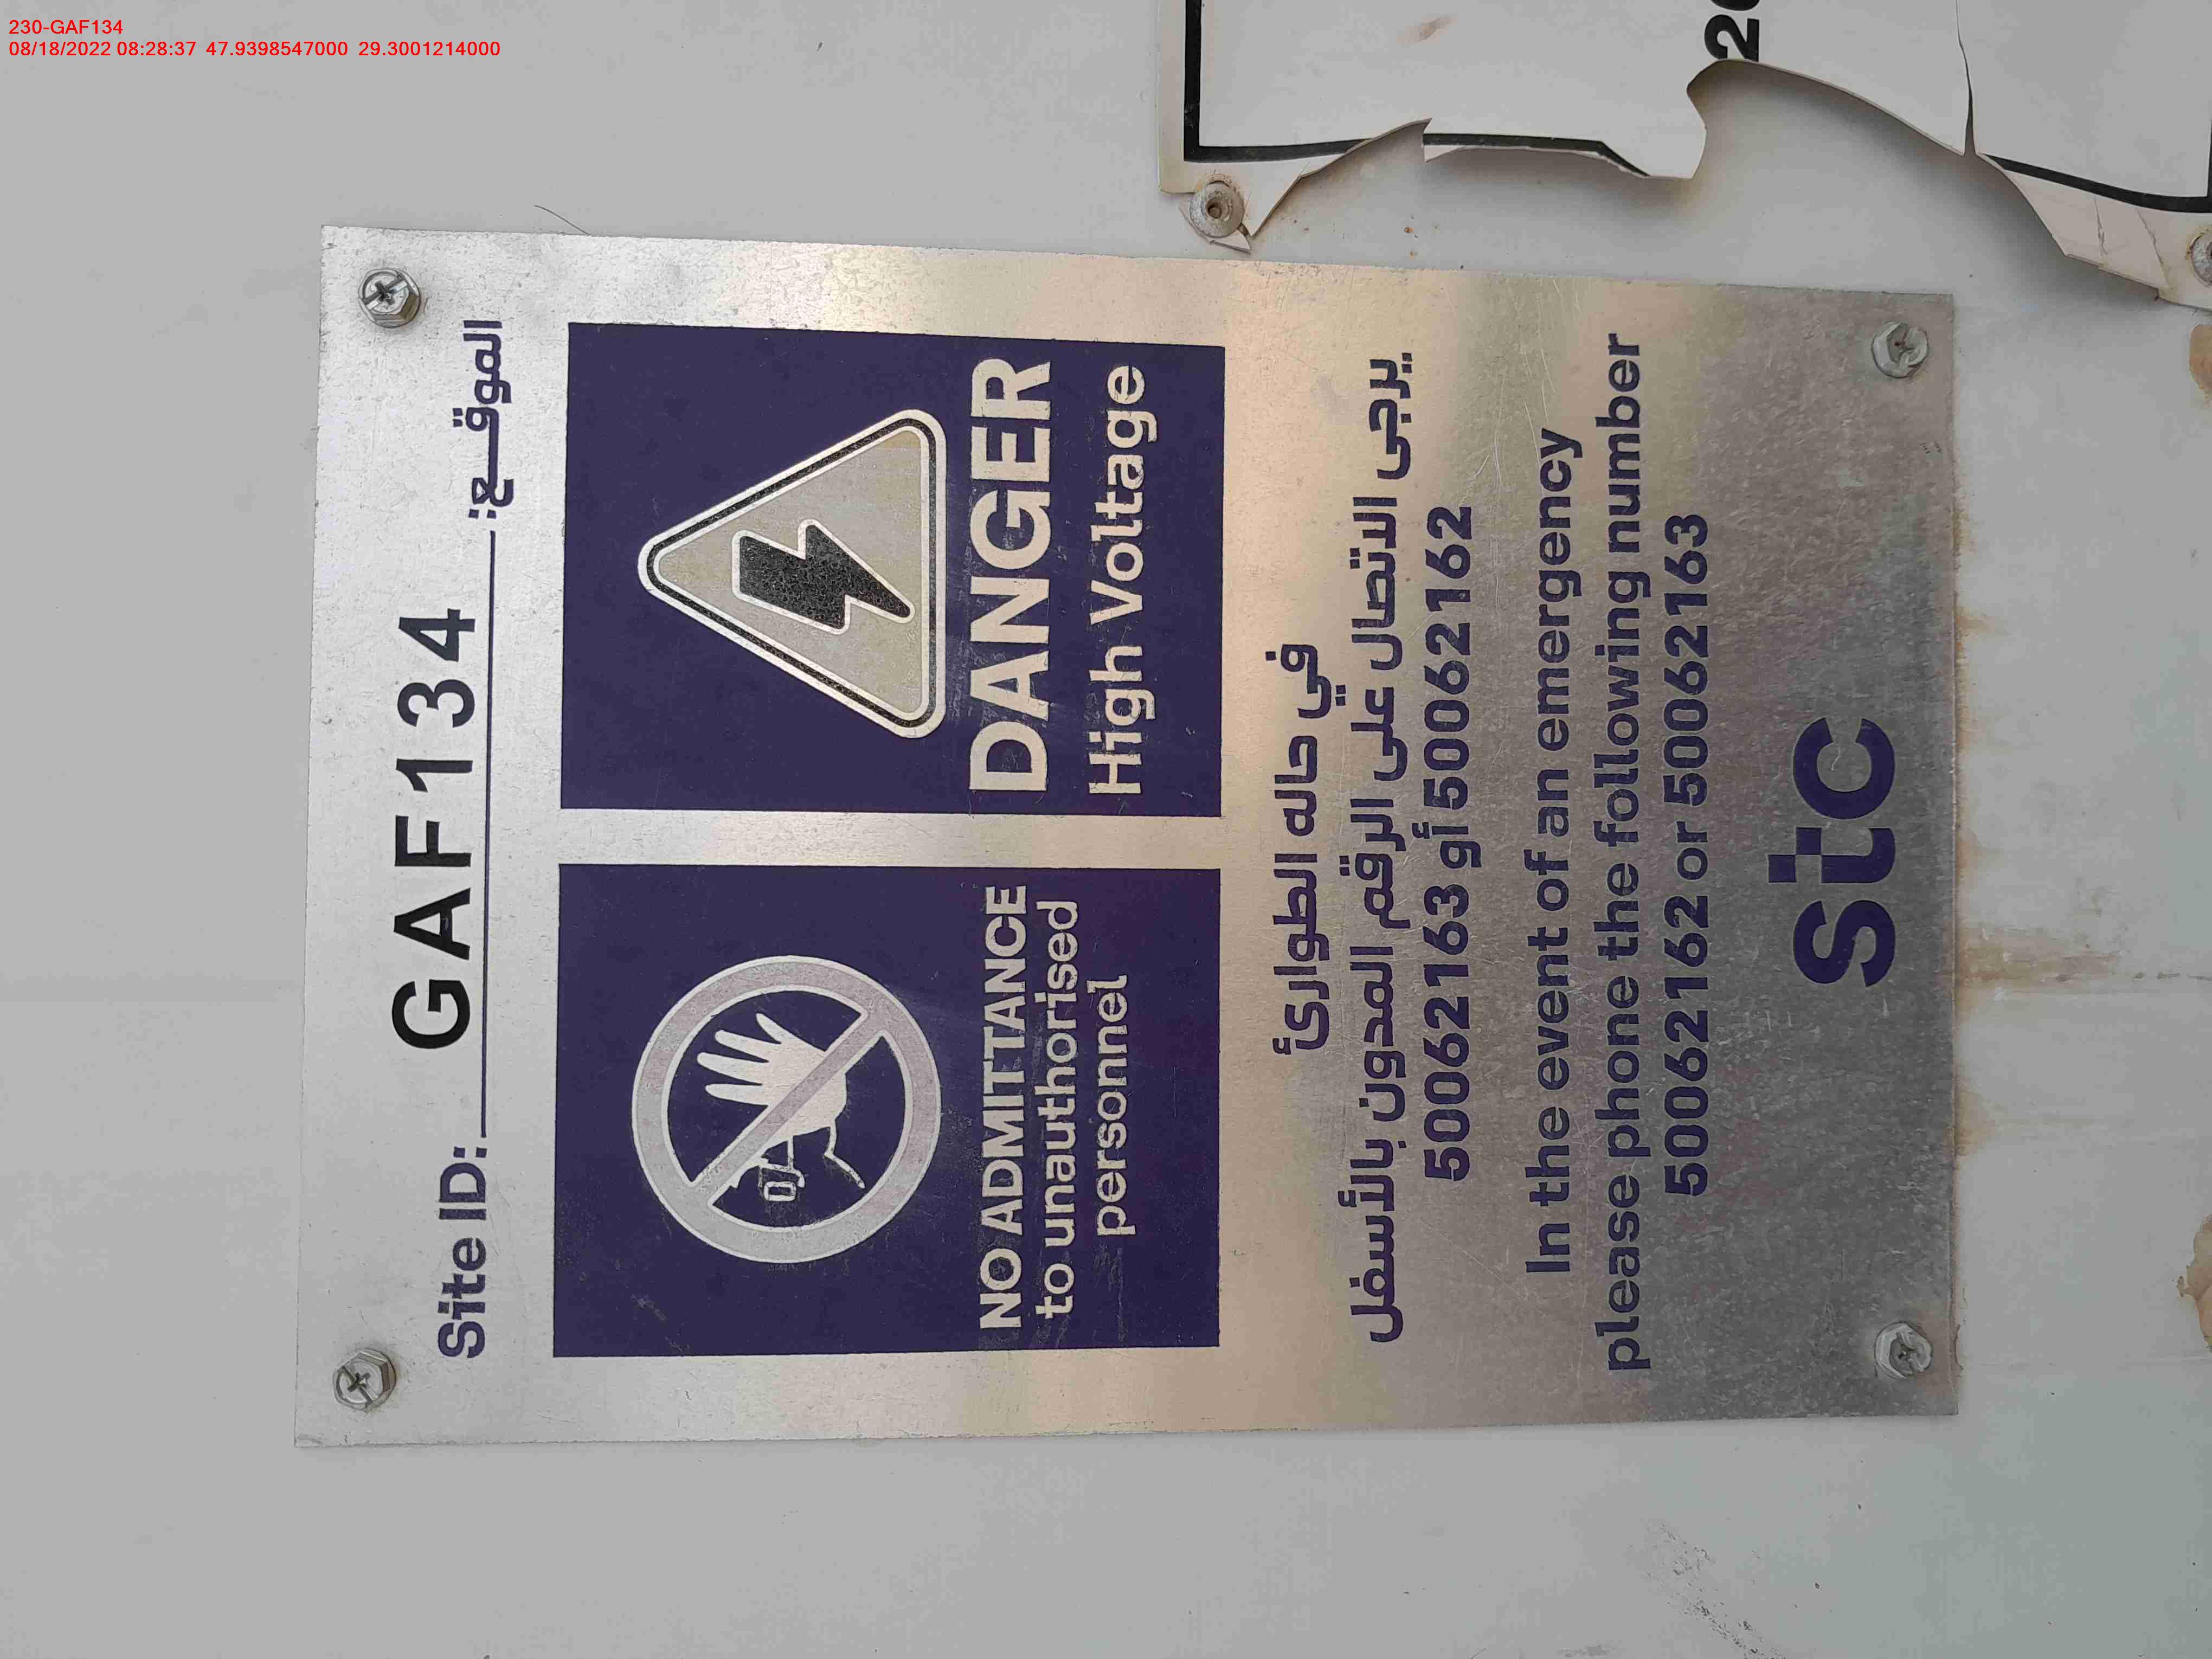 230-GAF134
08/18/2022 08:28:37 47.9398547000 29.3001214000
Site ID: GAF134 الموقـــع:
NO ADMITTANCE
to unauthorised
personnel
DANGER
High Voltage
في حاله الطوارئ
يرجى الاتصال على الرقم المدون بالأسفل
50062163 أو 50062162
In the event of an emergency
please phone the following number
50062162 or 50062163
stc